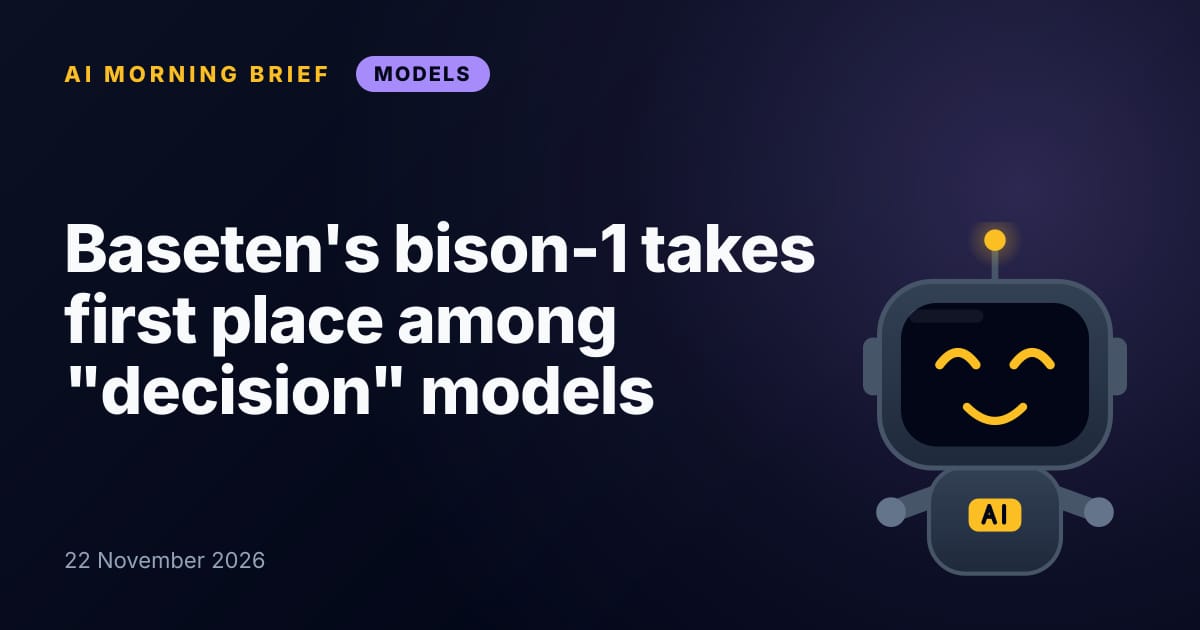 AI MORNING BRIEF MODELS
Baseten's bison-1 takes
first place among
"decision" models
AI
22 November 2026